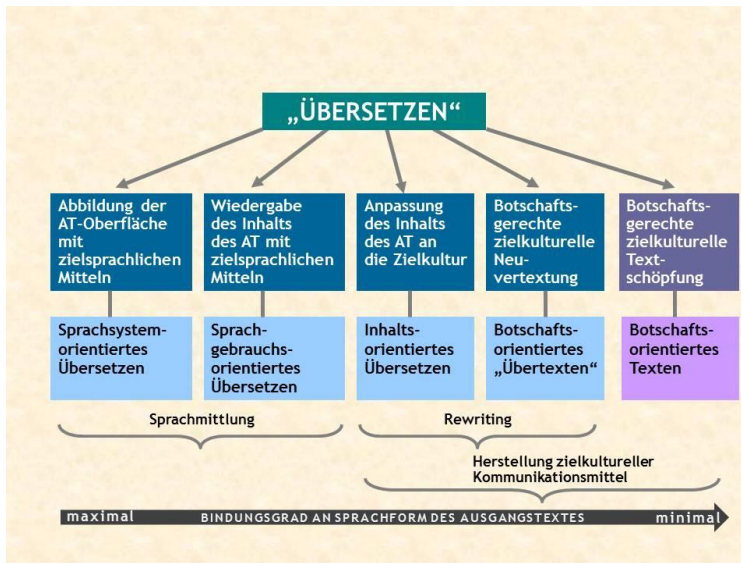 „ÜBERSETZEN“
Abbildung der
AT-Oberfläche
mit
zielsprachlichen
Mitteln
Wiedergabe
des Inhalts
des AT mit
zielsprachlichen
Mitteln
Anpassung
des Inhalts
des AT an
die Zielkultur
Botschafts-
gerechte
zielkulturelle
Neu-
vertextung
Botschafts-
gerechte
zielkulturelle
Text-
schöpfung
Sprachsystem-
orientiertes
Übersetzen
Sprach-
gebrauchs-
orientiertes
Übersetzen
Inhalts-
orientiertes
Übersetzen
Botschafts-
orientiertes
„Übertexten“
Botschafts-
orientiertes
Texten
Sprachmittlung
Rewriting
Herstellung zielkultureller
Kommunikationsmittel
maximal BINDUNGSGRAD AN SPRACHFORM DES AUSGANGSTEXTES minimal